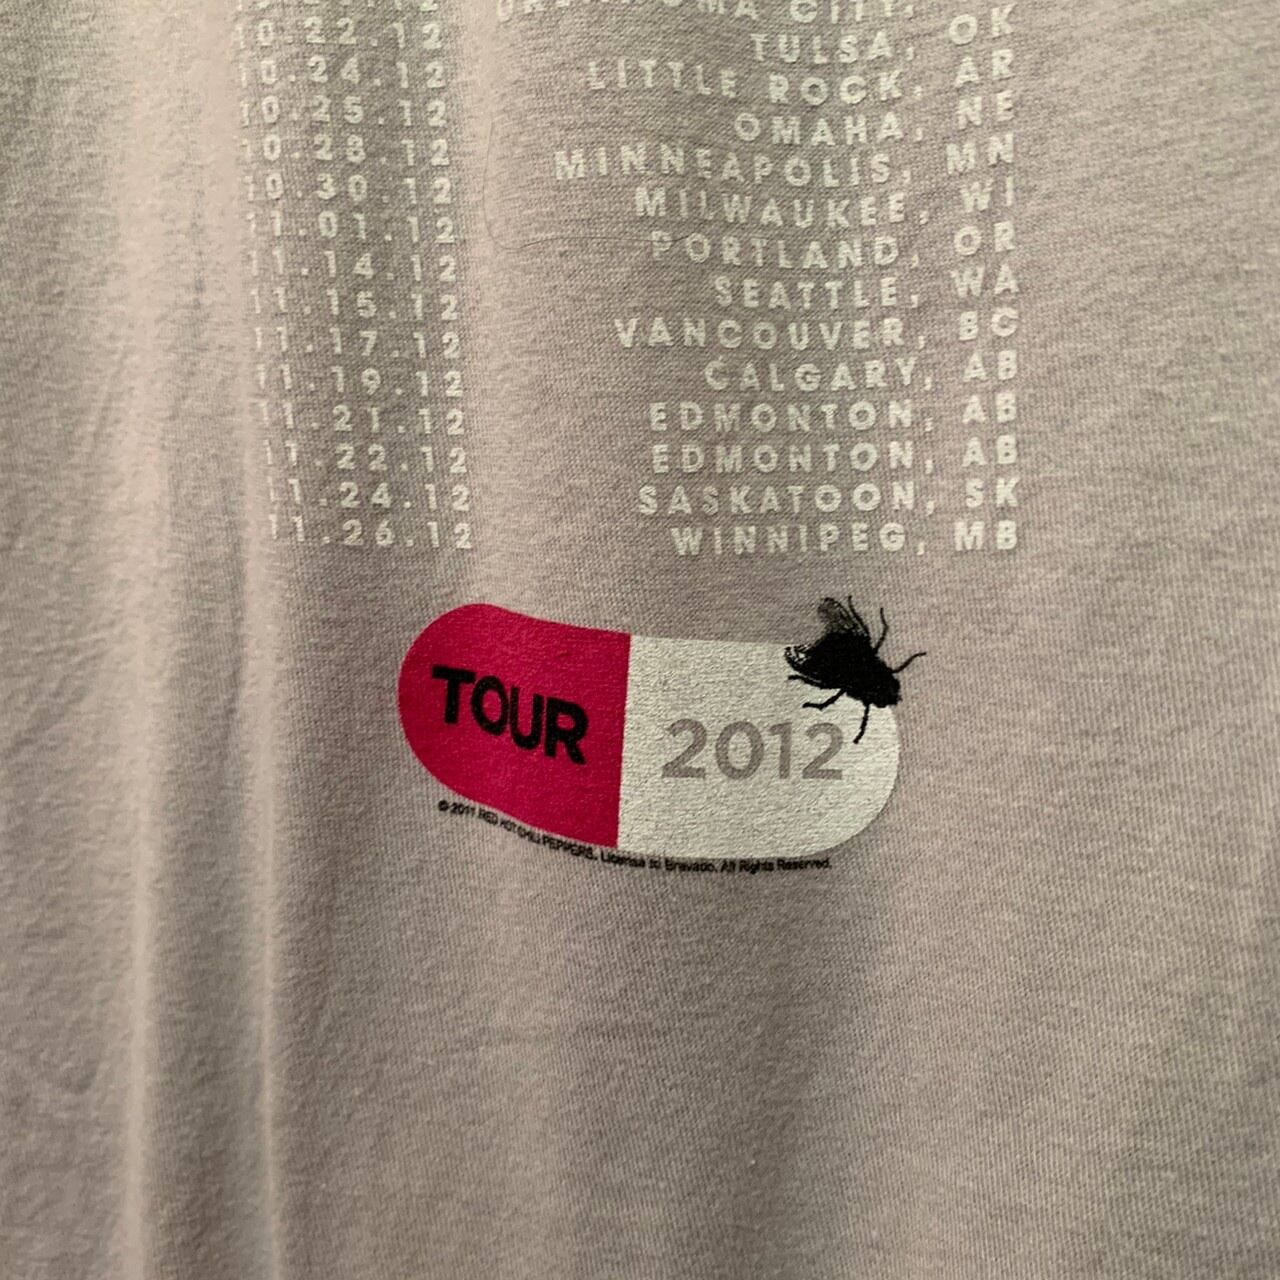 10.22.12 OKLAHOMA CITY,
10.24.12 TULSA, OK
10.25.12 LITTLE ROCK, AR
10.28.12 OMAHA, NE
10.30.12 MINNEAPOLIS, MN
11.01.12 MILWAUKEE, WI
11.14.12 PORTLAND, OR
11.15.12 SEATTLE, WA
11.17.12 VANCOUVER, BC
11.19.12 CALGARY, AB
11.21.12 EDMONTON, AB
11.22.12 EDMONTON, AB
11.24.12 SASKATOON, SK
11.26.12 WINNIPEG, MB
TOUR 2012
© 2011 RED HOT CHILI PEPPERS. License to Bravado. All Rights Reserved.